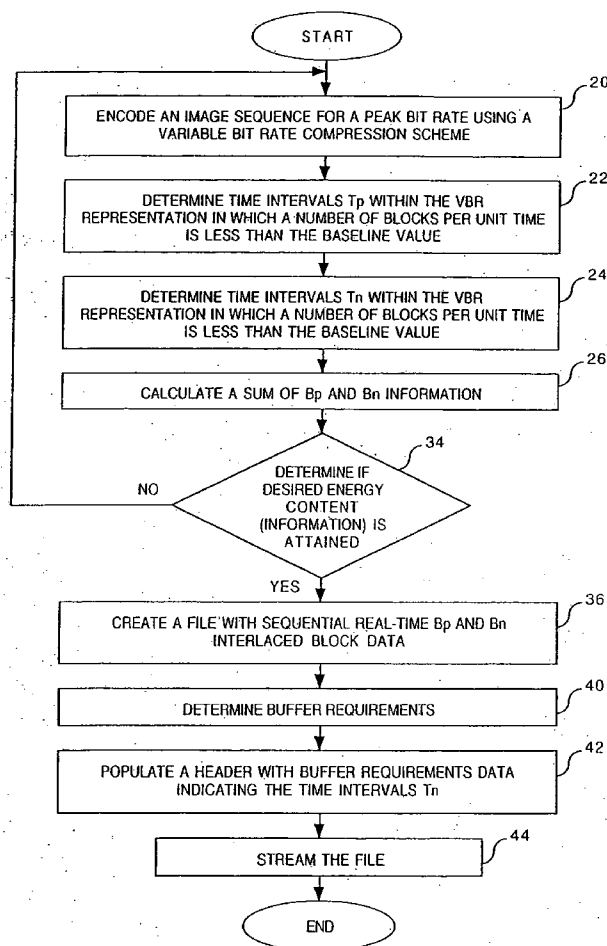 START
20
ENCODE AN IMAGE SEQUENCE FOR A PEAK BIT RATE USING A
VARIABLE BIT RATE COMPRESSION SCHEME
22
DETERMINE TIME INTERVALS Tp WITHIN THE VBR
REPRESENTATION IN WHICH A NUMBER OF BLOCKS PER UNIT TIME
IS LESS THAN THE BASELINE VALUE
24
DETERMINE TIME INTERVALS Tn WITHIN THE VBR
REPRESENTATION IN WHICH A NUMBER OF BLOCKS PER UNIT TIME
IS LESS THAN THE BASELINE VALUE
26
CALCULATE A SUM OF Bp AND Bn INFORMATION
34
DETERMINE IF
DESIRED ENERGY
CONTENT
(INFORMATION) IS
ATTAINED
NO
YES
36
CREATE A FILE WITH SEQUENTIAL REAL-TIME Bp AND Bn
INTERLACED BLOCK DATA
40
DETERMINE BUFFER REQUIREMENTS
42
POPULATE A HEADER WITH BUFFER REQUIREMENTS DATA
INDICATING THE TIME INTERVALS Tn
44
STREAM THE FILE
END